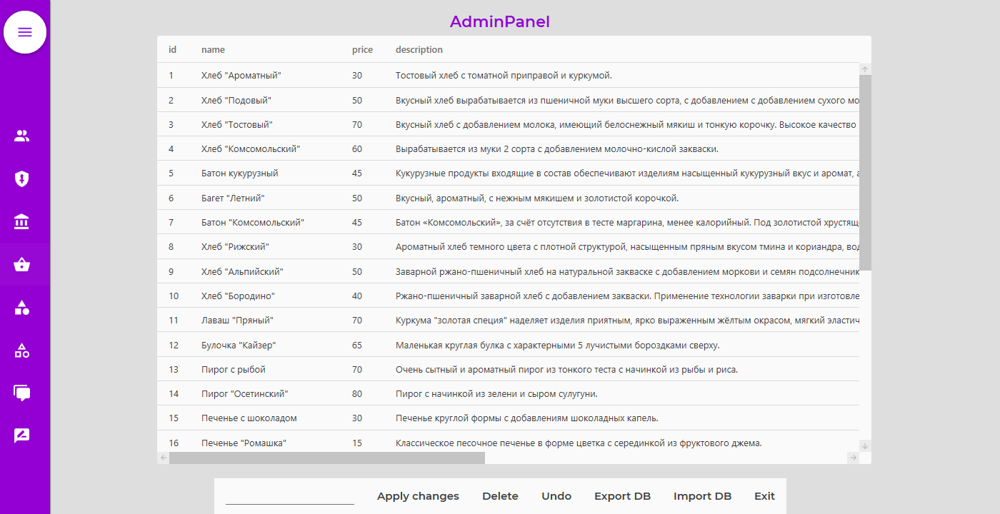 AdminPanel
id name price description
1 Хлеб "Ароматный" 30 Тостовый хлеб с томатной приправой и куркумой.
2 Хлеб "Подовый" 50 Вкусный хлеб вырабатывается из пшеничной муки высшего сорта, с добавлением с добавлением сухого мо
3 Хлеб "Тостовый" 70 Вкусный хлеб с добавлением молока, имеющий белоснежный мякиш и тонкую корочку. Высокое качество
4 Хлеб "Комсомольский" 60 Вырабатывается из муки 2 сорта с добавлением молочно-кислой закваски.
5 Батон кукурузный 45 Кукурузные продукты входящие в состав обеспечивают изделиям насыщенный кукурузный вкус и аромат, а
6 Багет "Летний" 50 Вкусный, ароматный, с нежным мякишем и золотистой корочкой.
7 Батон "Комсомольский" 45 Батон «Комсомольский», за счёт отсутствия в тесте маргарина, менее калорийный. Под золотистой хрустящ
8 Хлеб "Рижский" 30 Ароматный хлеб темного цвета с плотной структурой, насыщенным пряным вкусом тмина и кориандра, вод
9 Хлеб "Альпийский" 50 Заварной ржано-пшеничный хлеб на натуральной закваске с добавлением моркови и семян подсолнечник
10 Хлеб "Бородино" 40 Ржано-пшеничный заварной хлеб с добавлением закваски. Применение технологии заварки при изготовле
11 Лаваш "Пряный" 70 Куркума "золотая специя" наделяет изделия приятным, ярко выраженным жёлтым окрасом, мягкий эластич
12 Булочка "Кайзер" 65 Маленькая круглая булка с характерными 5 лучистыми бороздками сверху.
13 Пирог с рыбой 70 Очень сытный и ароматный пирог из тонкого теста с начинкой из рыбы и риса.
14 Пирог "Осетинский" 80 Пирог с начинкой из зелени и сыром сулугуни.
15 Печенье с шоколадом 30 Печенье круглой формы с добавлениям шоколадных капель.
16 Печенье "Ромашка" 15 Классическое песочное печенье в форме цветка с серединкой из фруктового джема.
Apply changes Delete Undo Export DB Import DB Exit